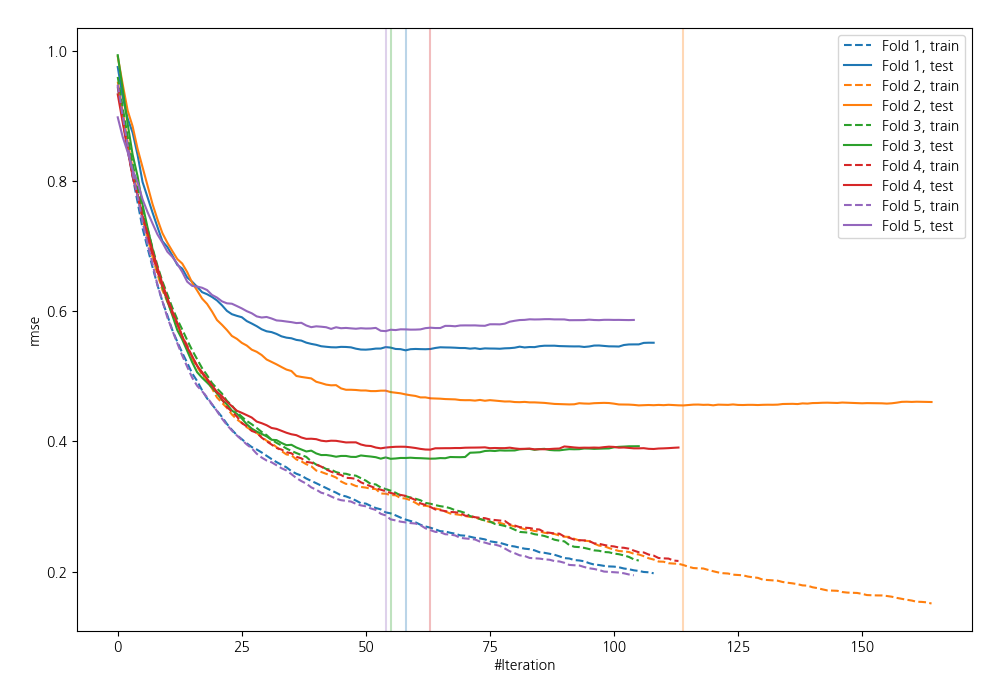 1.0
0.8
0.6
0.4
0.2
rmse
0
25
50
75
100
125
150
#Iteration
Fold 1, train
Fold 1, test
Fold 2, train
Fold 2, test
Fold 3, train
Fold 3, test
Fold 4, train
Fold 4, test
Fold 5, train
Fold 5, test